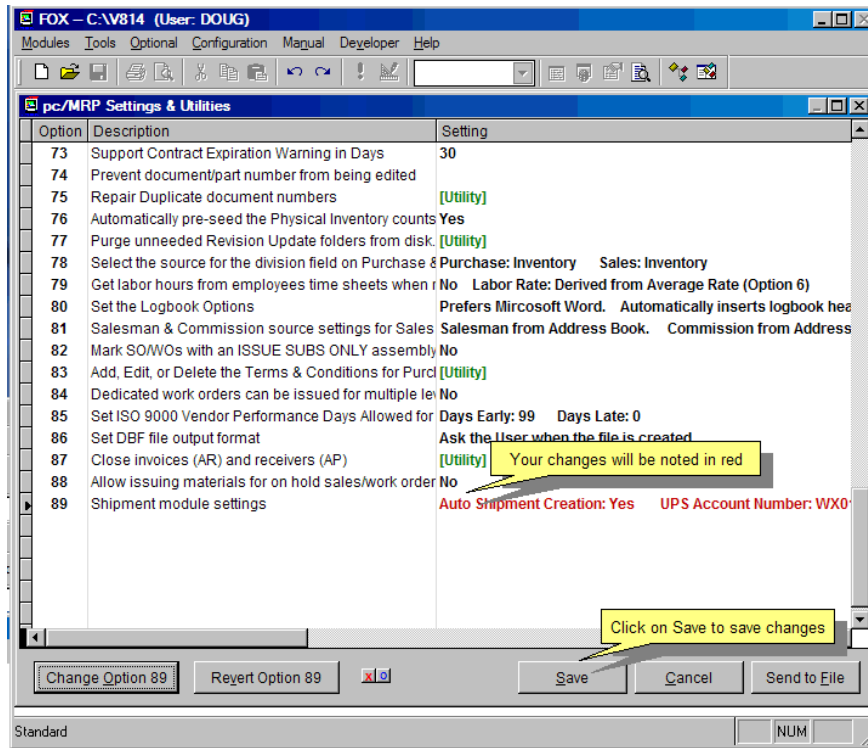 FOX – C:\V814 (User: DOUG)
Modules Tools Optional Configuration Manual Developer Help
pc/MRP Settings & Utilities
Option Description Setting
73 Support Contract Expiration Warning in Days 30
74 Prevent document/part number from being edited
75 Repair Duplicate document numbers [Utility]
76 Automatically pre-seed the Physical Inventory counts Yes
77 Purge unneeded Revision Update folders from disk. [Utility]
78 Select the source for the division field on Purchase & Purchase: Inventory Sales: Inventory
79 Get labor hours from employees time sheets when No Labor Rate: Derived from Average Rate (Option 6)
80 Set the Logbook Options Prefers Mircosoft Word. Automatically inserts logbook hea
81 Salesman & Commission source settings for Sales Salesman from Address Book. Commission from Address
82 Mark SO/WOs with an ISSUE SUBS ONLY assembly No
83 Add, Edit, or Delete the Terms & Conditions for Purcl [Utility]
84 Dedicated work orders can be issued for multiple le No
85 Set ISO 9000 Vendor Performance Days Allowed for Days Early: 99 Days Late: 0
86 Set DBF file output format Ask the User when the file is created
87 Close invoices (AR) and receivers (AP) [Utility]
Your changes will be noted in red
88 Allow issuing materials for on hold sales/work order No
89 Shipment module settings Auto Shipment Creation: Yes UPS Account Number: WX0
Click on Save to save changes
Change Option 89 Revert Option 89 x o Save Cancel Send to File
Standard NUM